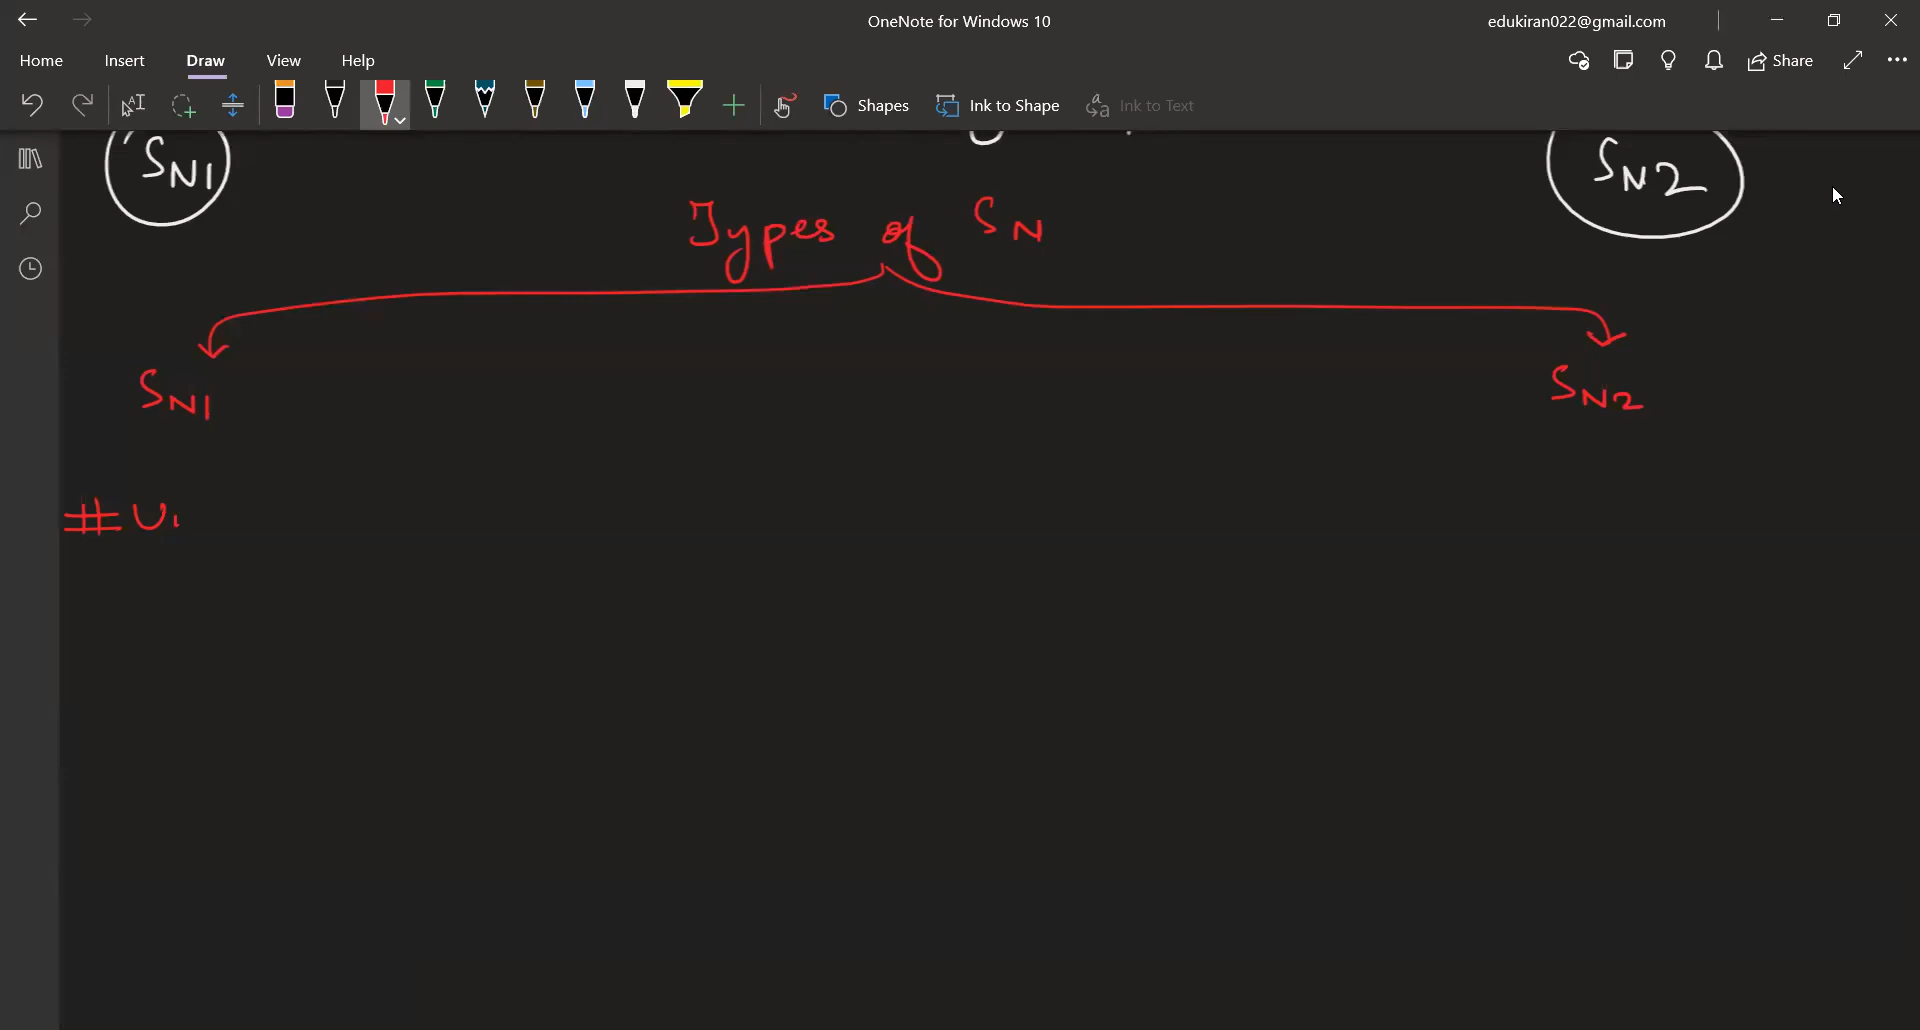 OneNote for Windows 10
edukiran022@gmail.com
Home Insert Draw View Help
Share
Shapes Ink to Shape Ink to Text
SN1 SN2
Types of SN
SN1 SN2
# U